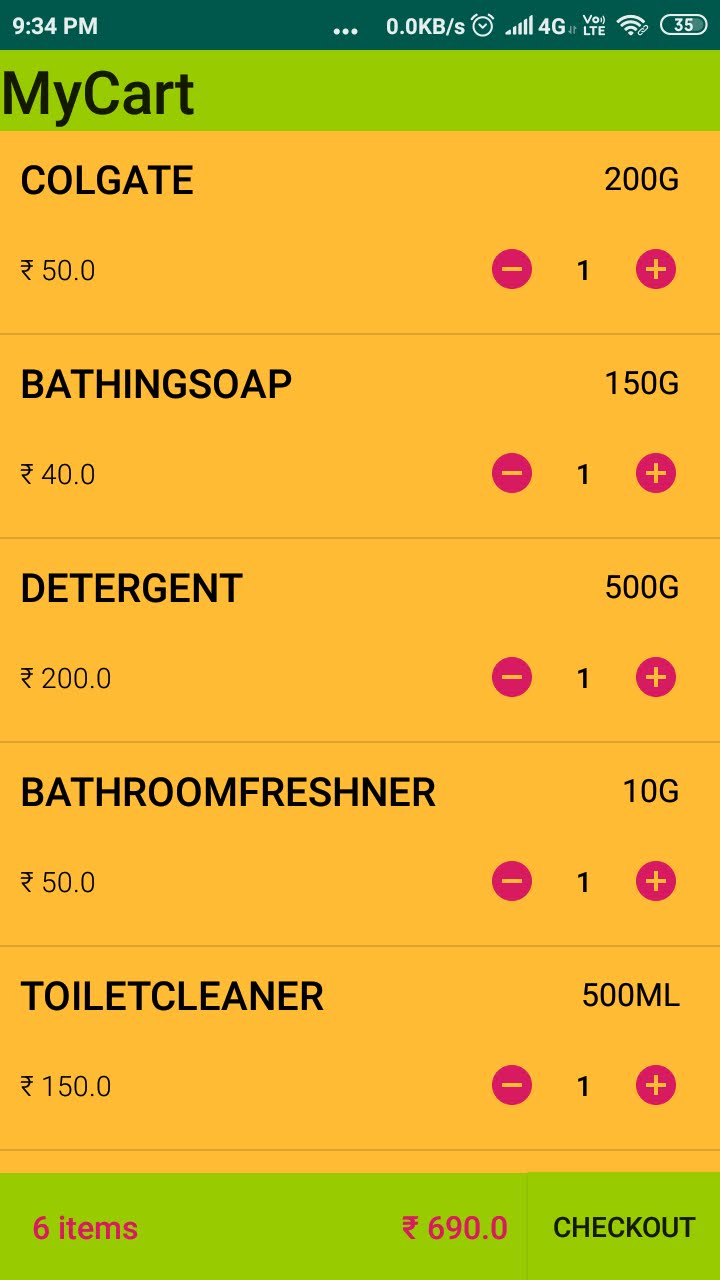 9:34 PM ... 0.0KB/s 4G VoLTE 35
MyCart
COLGATE 200G
₹ 50.0 1
BATHINGSOAP 150G
₹ 40.0 1
DETERGENT 500G
₹ 200.0 1
BATHROOMFRESHNER 10G
₹ 50.0 1
TOILETCLEANER 500ML
₹ 150.0 1
6 items ₹ 690.0 CHECKOUT